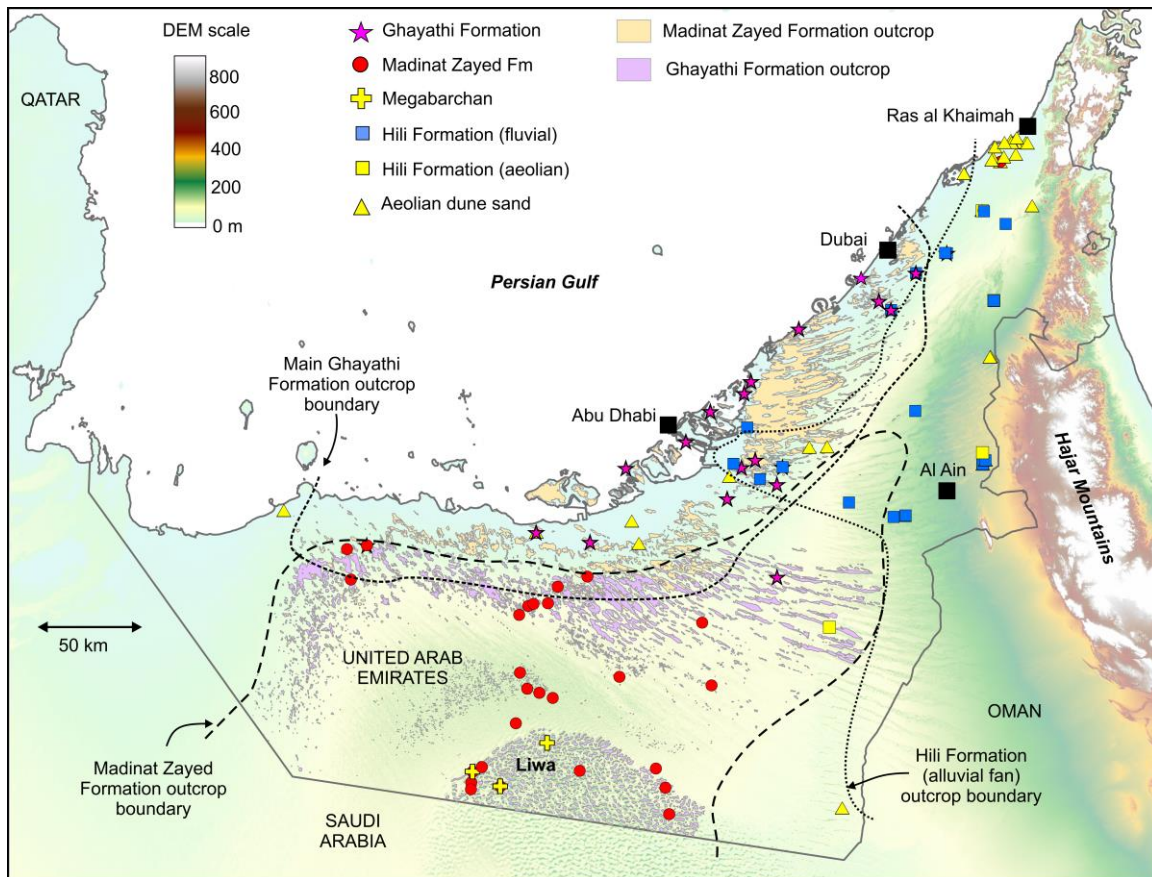 DEM scale
800
600
400
200
0 m
Ghayathi Formation
Madinat Zayed Fm
Megabarchan
Hili Formation (fluvial)
Hili Formation (aeolian)
Aeolian dune sand
Madinat Zayed Formation outcrop
Ghayathi Formation outcrop
QATAR
Ras al Khaimah
Dubai
Persian Gulf
Main Ghayathi
Formation outcrop
boundary
Abu Dhabi
Al Ain
Hajar Mountains
50 km
UNITED ARAB
EMIRATES
OMAN
Madinat Zayed
Formation outcrop
boundary
Liwa
Hili Formation
(alluvial fan)
outcrop boundary
SAUDI
ARABIA